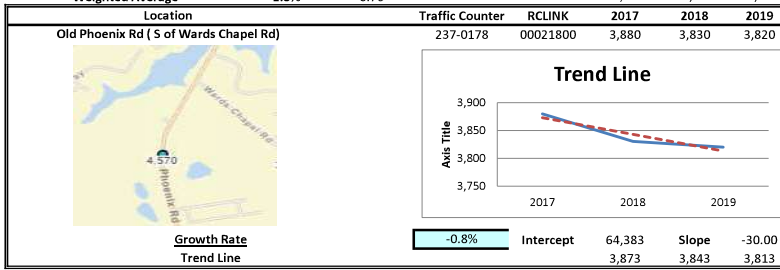 Weighted Average
Location Traffic Counter RCLINK 2017 2018 2019
Old Phoenix Rd ( S of Wards Chapel Rd) 237-0178 00021800 3,880 3,830 3,820
Wards Chapel Rd
4,570
Phoenix Rd
Trend Line
Axis Title
3,900
3,850
3,800
3,750
2017 2018 2019
Growth Rate -0.8% Intercept 64,383 Slope -30.00
Trend Line 3,873 3,843 3,813